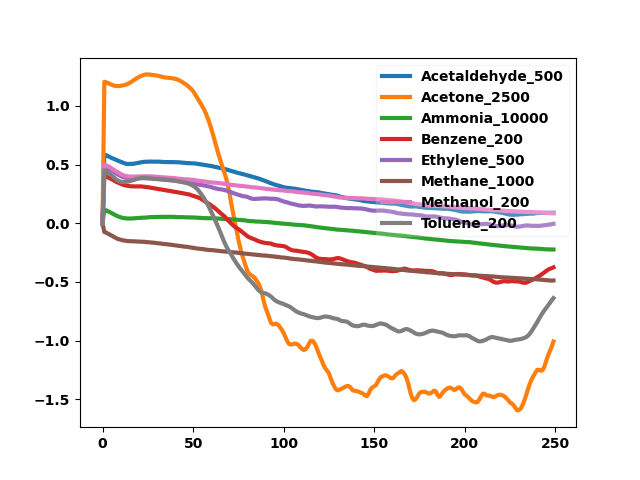 Acetaldehyde_500
Acetone_2500
Ammonia_10000
Benzene_200
Ethylene_500
Methane_1000
Methanol_200
Toluene_200
1.0
0.5
0.0
−0.5
−1.0
−1.5
0 50 100 150 200 250